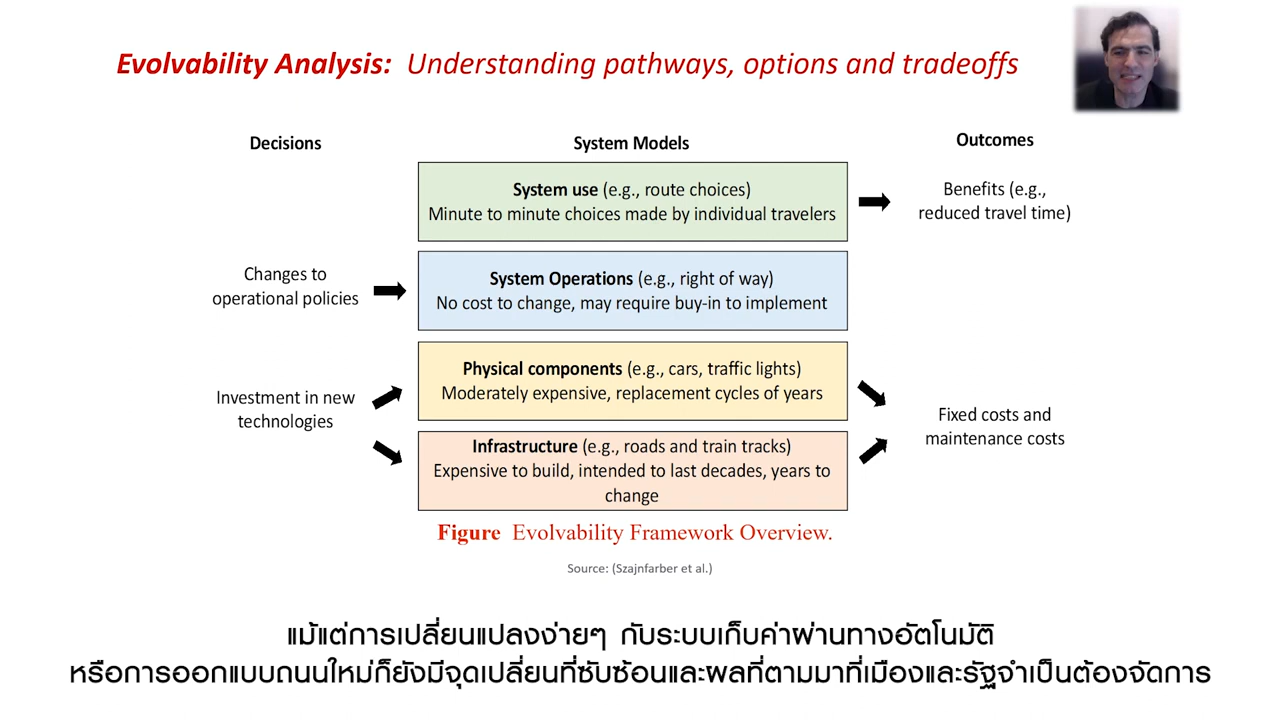 Evolvability Analysis: Understanding pathways, options and tradeoffs
Decisions
System Models
Outcomes
System use (e.g., route choices)
Minute to minute choices made by individual travelers
Benefits (e.g.,
reduced travel time)
Changes to
operational policies
System Operations (e.g., right of way)
No cost to change, may require buy-in to implement
Investment in new
technologies
Physical components (e.g., cars, traffic lights)
Moderately expensive, replacement cycles of years
Infrastructure (e.g., roads and train tracks)
Expensive to build, intended to last decades, years to
change
Fixed costs and
maintenance costs
Figure Evolvability Framework Overview.
Source: (Szajnfarber et al.)
แม้แต่การเปลี่ยนแปลงง่ายๆ กับระบบเก็บค่าผ่านทางอัตโนมัติ
หรือการออกแบบถนนใหม่ก็ยังมีจุดเปลี่ยนที่ซับซ้อนและผลที่ตามมาที่เมืองและรัฐจำเป็นต้องจัดการ